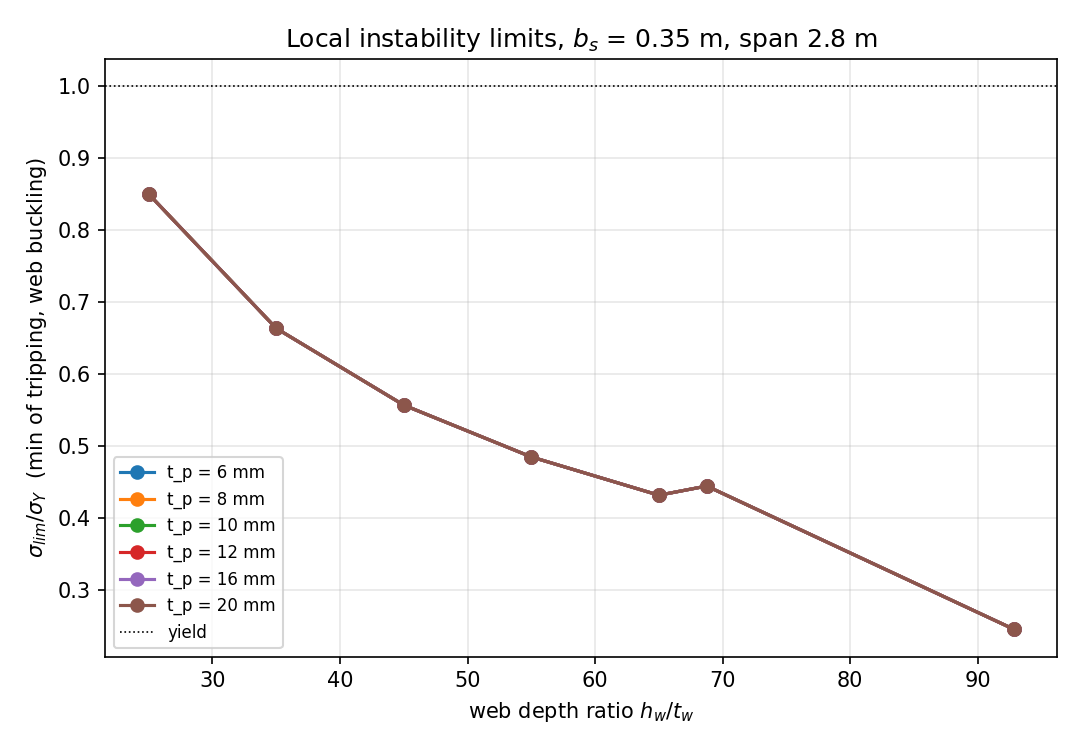 Local instability limits, b_s = 0.35 m, span 2.8 m
σ_lim/σ_Y (min of tripping, web buckling)
1.0
0.9
0.8
0.7
0.6
0.5
0.4
0.3
t_p = 6 mm
t_p = 8 mm
t_p = 10 mm
t_p = 12 mm
t_p = 16 mm
t_p = 20 mm
yield
30 40 50 60 70 80 90
web depth ratio h_w/t_w